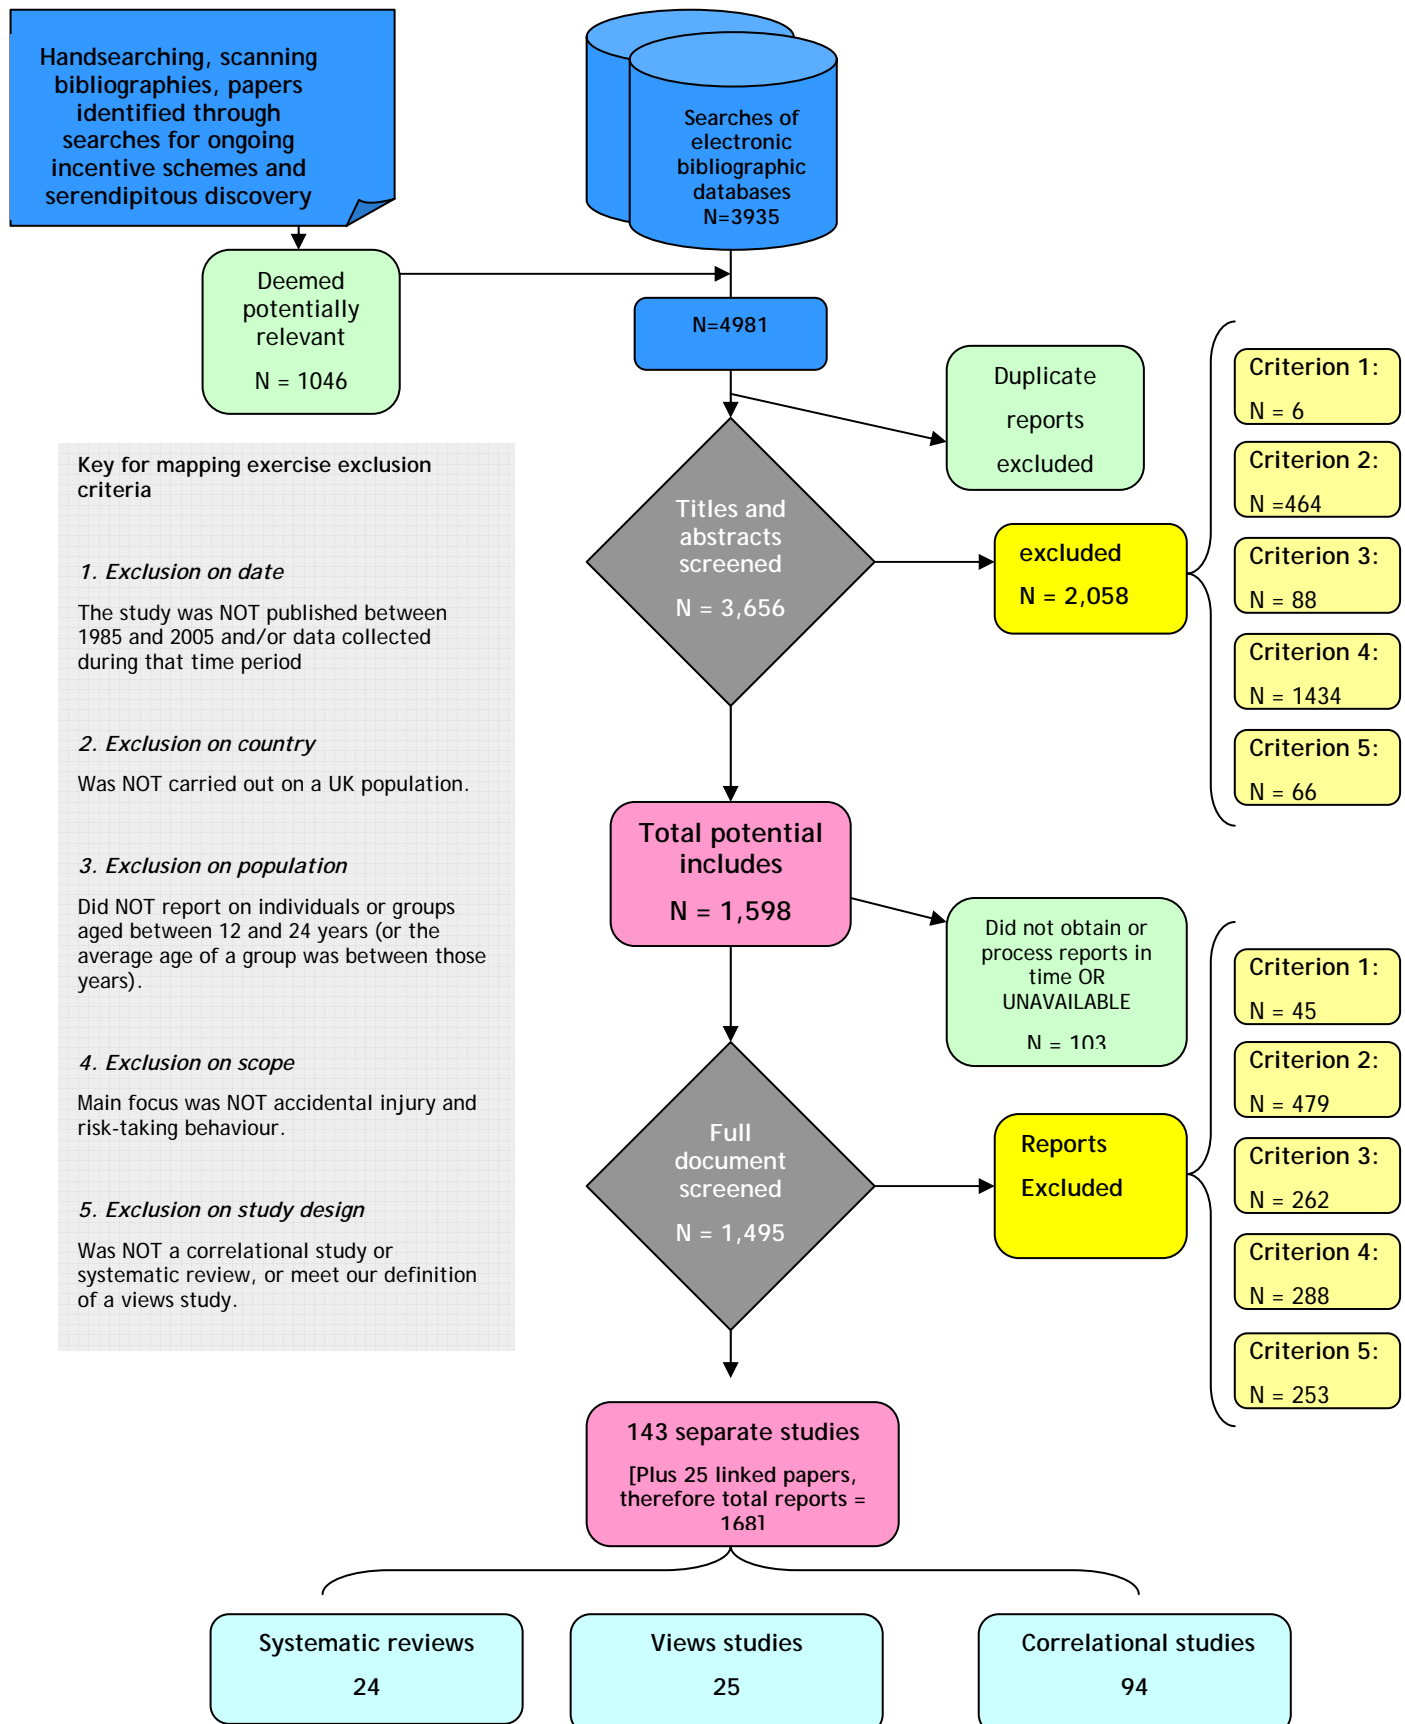 Handsearching, scanning
bibliographies, papers
identified through
searches for ongoing
incentive schemes and
serendipitous discovery
Searches of
electronic
bibliographic
databases
N=3935
Deemed
potentially
relevant
N = 1046
N=4981
Duplicate
reports
excluded
Titles and
abstracts
screened
N = 3,656
excluded
N = 2,058
Criterion 1:
N = 6
Criterion 2:
N =464
Criterion 3:
N = 88
Criterion 4:
N = 1434
Criterion 5:
N = 66
Key for mapping exercise exclusion
criteria
1. Exclusion on date
The study was NOT published between
1985 and 2005 and/or data collected
during that time period
2. Exclusion on country
Was NOT carried out on a UK population.
3. Exclusion on population
Did NOT report on individuals or groups
aged between 12 and 24 years (or the
average age of a group was between those
years).
4. Exclusion on scope
Main focus was NOT accidental injury and
risk-taking behaviour.
5. Exclusion on study design
Was NOT a correlational study or
systematic review, or meet our definition
of a views study.
Total potential
includes
N = 1,598
Did not obtain or
process reports in
time OR
UNAVAILABLE
N = 103
Full
document
screened
N = 1,495
Reports
Excluded
Criterion 1:
N = 45
Criterion 2:
N = 479
Criterion 3:
N = 262
Criterion 4:
N = 288
Criterion 5:
N = 253
143 separate studies
[Plus 25 linked papers,
therefore total reports =
168]
Systematic reviews
24
Views studies
25
Correlational studies
94